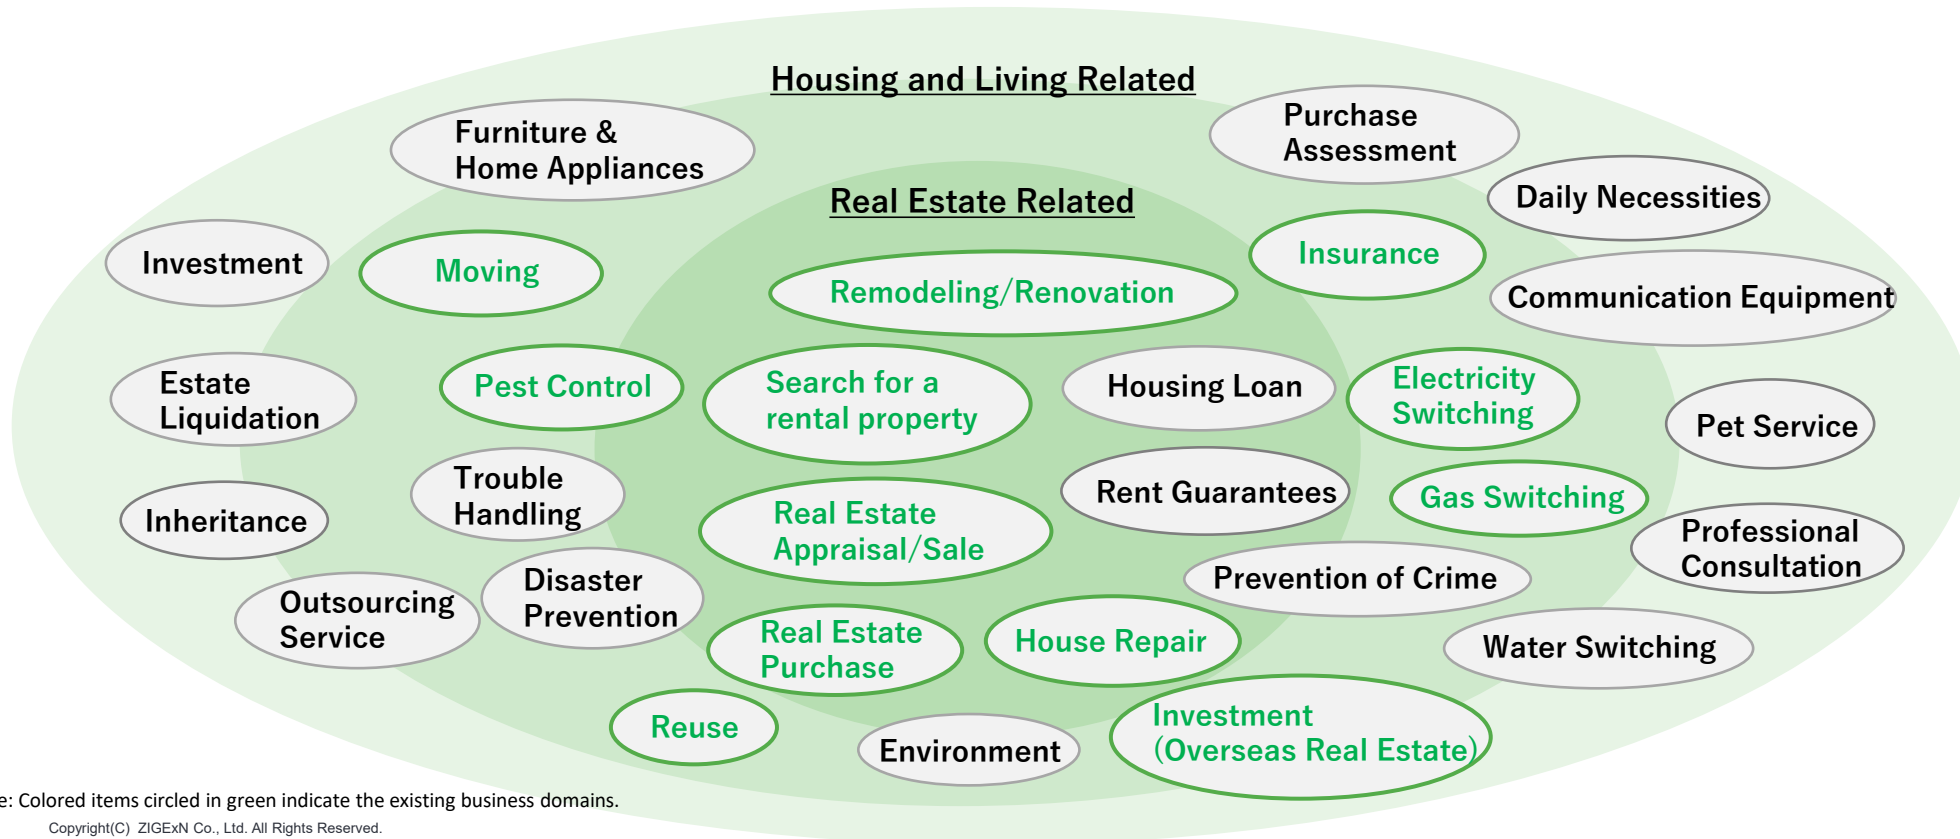 Housing and Living Related
Furniture &
Home Appliances
Purchase
Assessment
Daily Necessities
Real Estate Related
Investment
Moving
Remodeling/Renovation
Insurance
Communication Equipment
Estate
Liquidation
Pest Control
Search for a
rental property
Housing Loan
Electricity
Switching
Pet Service
Inheritance
Trouble
Handling
Real Estate
Appraisal/Sale
Rent Guarantees
Gas Switching
Professional
Consultation
Outsourcing
Service
Disaster
Prevention
Real Estate
Purchase
House Repair
Prevention of Crime
Water Switching
Reuse
Environment
Investment
(Overseas Real Estate)
e: Colored items circled in green indicate the existing business domains.
Copyright(C) ZIGExN Co., Ltd. All Rights Reserved.